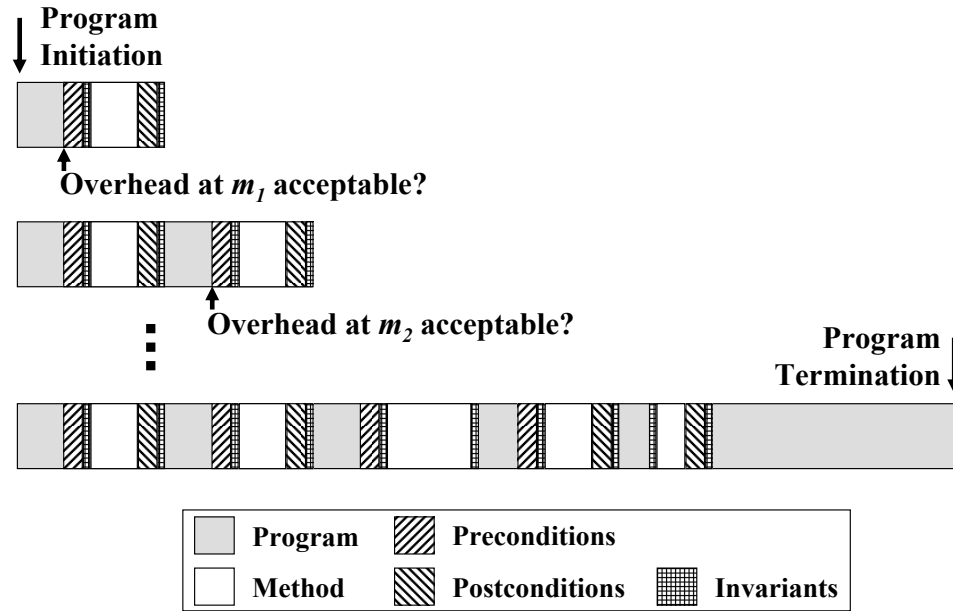 Program
Initiation
Overhead at m1 acceptable?
Overhead at m2 acceptable?
Program
Termination
Program
Preconditions
Method
Postconditions
Invariants